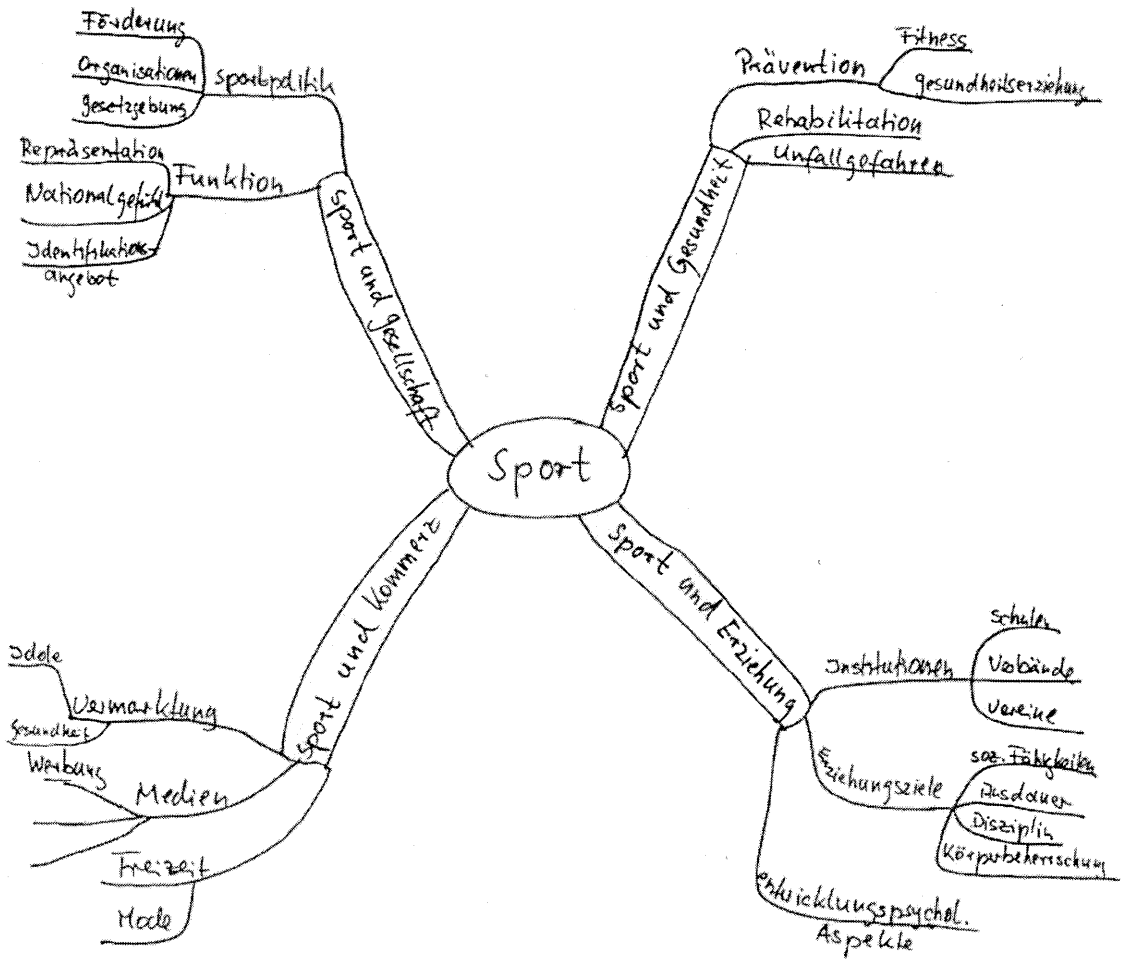 Förderung
Organisationen
Gesetzgebung
Sportpolitik
Repräsentation
Nationalgefühl
Identifikations-
angebot
Funktion
Sport und Gesellschaft
Fitness
Gesundheitserziehung
Prävention
Rehabilitation
Unfallgefahren
Sport und Gesundheit
Sport
Sport und Kommerz
Idole
Vermarktung
Gesundheit
Werbung
Medien
Freizeit
Mode
Sport und Erziehung
Institutionen
Schulen
Verbände
Vereine
Erziehungsziele
soz. Fähigkeiten
Ausdauer
Disziplin
Körperbeherrschung
entwicklungspsychol.
Aspekte